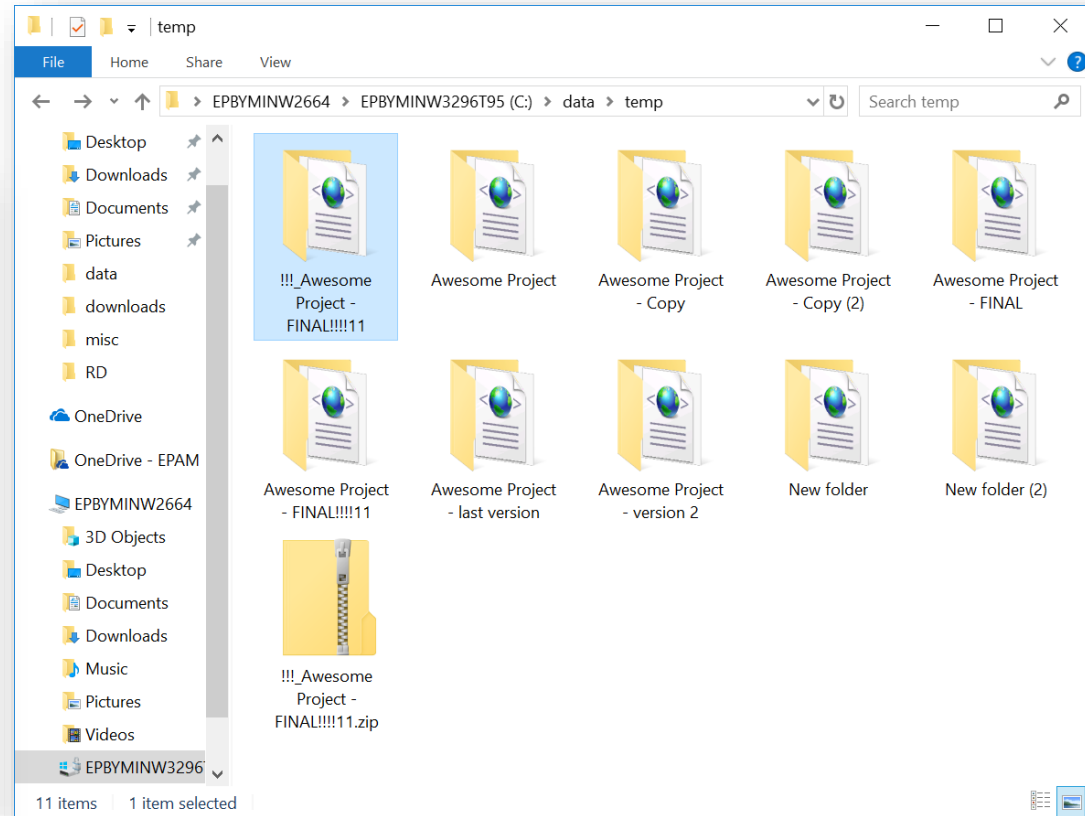 temp
File Home Share View
?
EPBYMINW2664 > EPBYMINW3296T95 (C:) > data > temp
Search temp
Desktop
Downloads
Documents
Pictures
data
downloads
misc
RD
OneDrive
OneDrive - EPAM
EPBYMINW2664
3D Objects
Desktop
Documents
Downloads
Music
Pictures
Videos
EPBYMINW3296
!!!_Awesome
Project -
FINAL!!!!11
Awesome Project
Awesome Project
- Copy
Awesome Project
- Copy (2)
Awesome Project
- FINAL
Awesome Project
- FINAL!!!!11
Awesome Project
- last version
Awesome Project
- version 2
New folder
New folder (2)
!!!_Awesome
Project -
FINAL!!!!11.zip
11 items 1 item selected